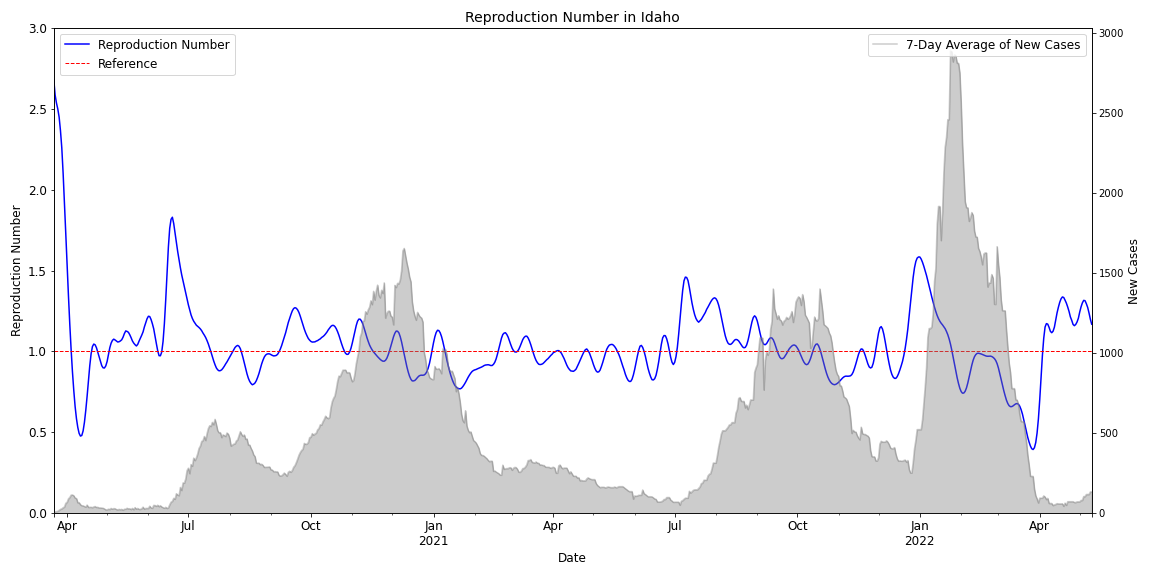 Reproduction Number in Idaho
Reproduction Number
Reference
7-Day Average of New Cases
3.0
2.5
2.0
1.5
1.0
0.5
0.0
Reproduction Number
3000
2500
2000
1500
1000
500
0
New Cases
Apr Jul Oct Jan Apr Jul Oct Jan Apr
2021 2022
Date